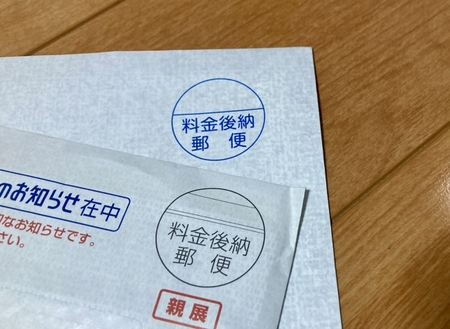 料金後納
郵便
のお知らせ在中
なお知らせです。
さい。
料金後納
郵便
親展